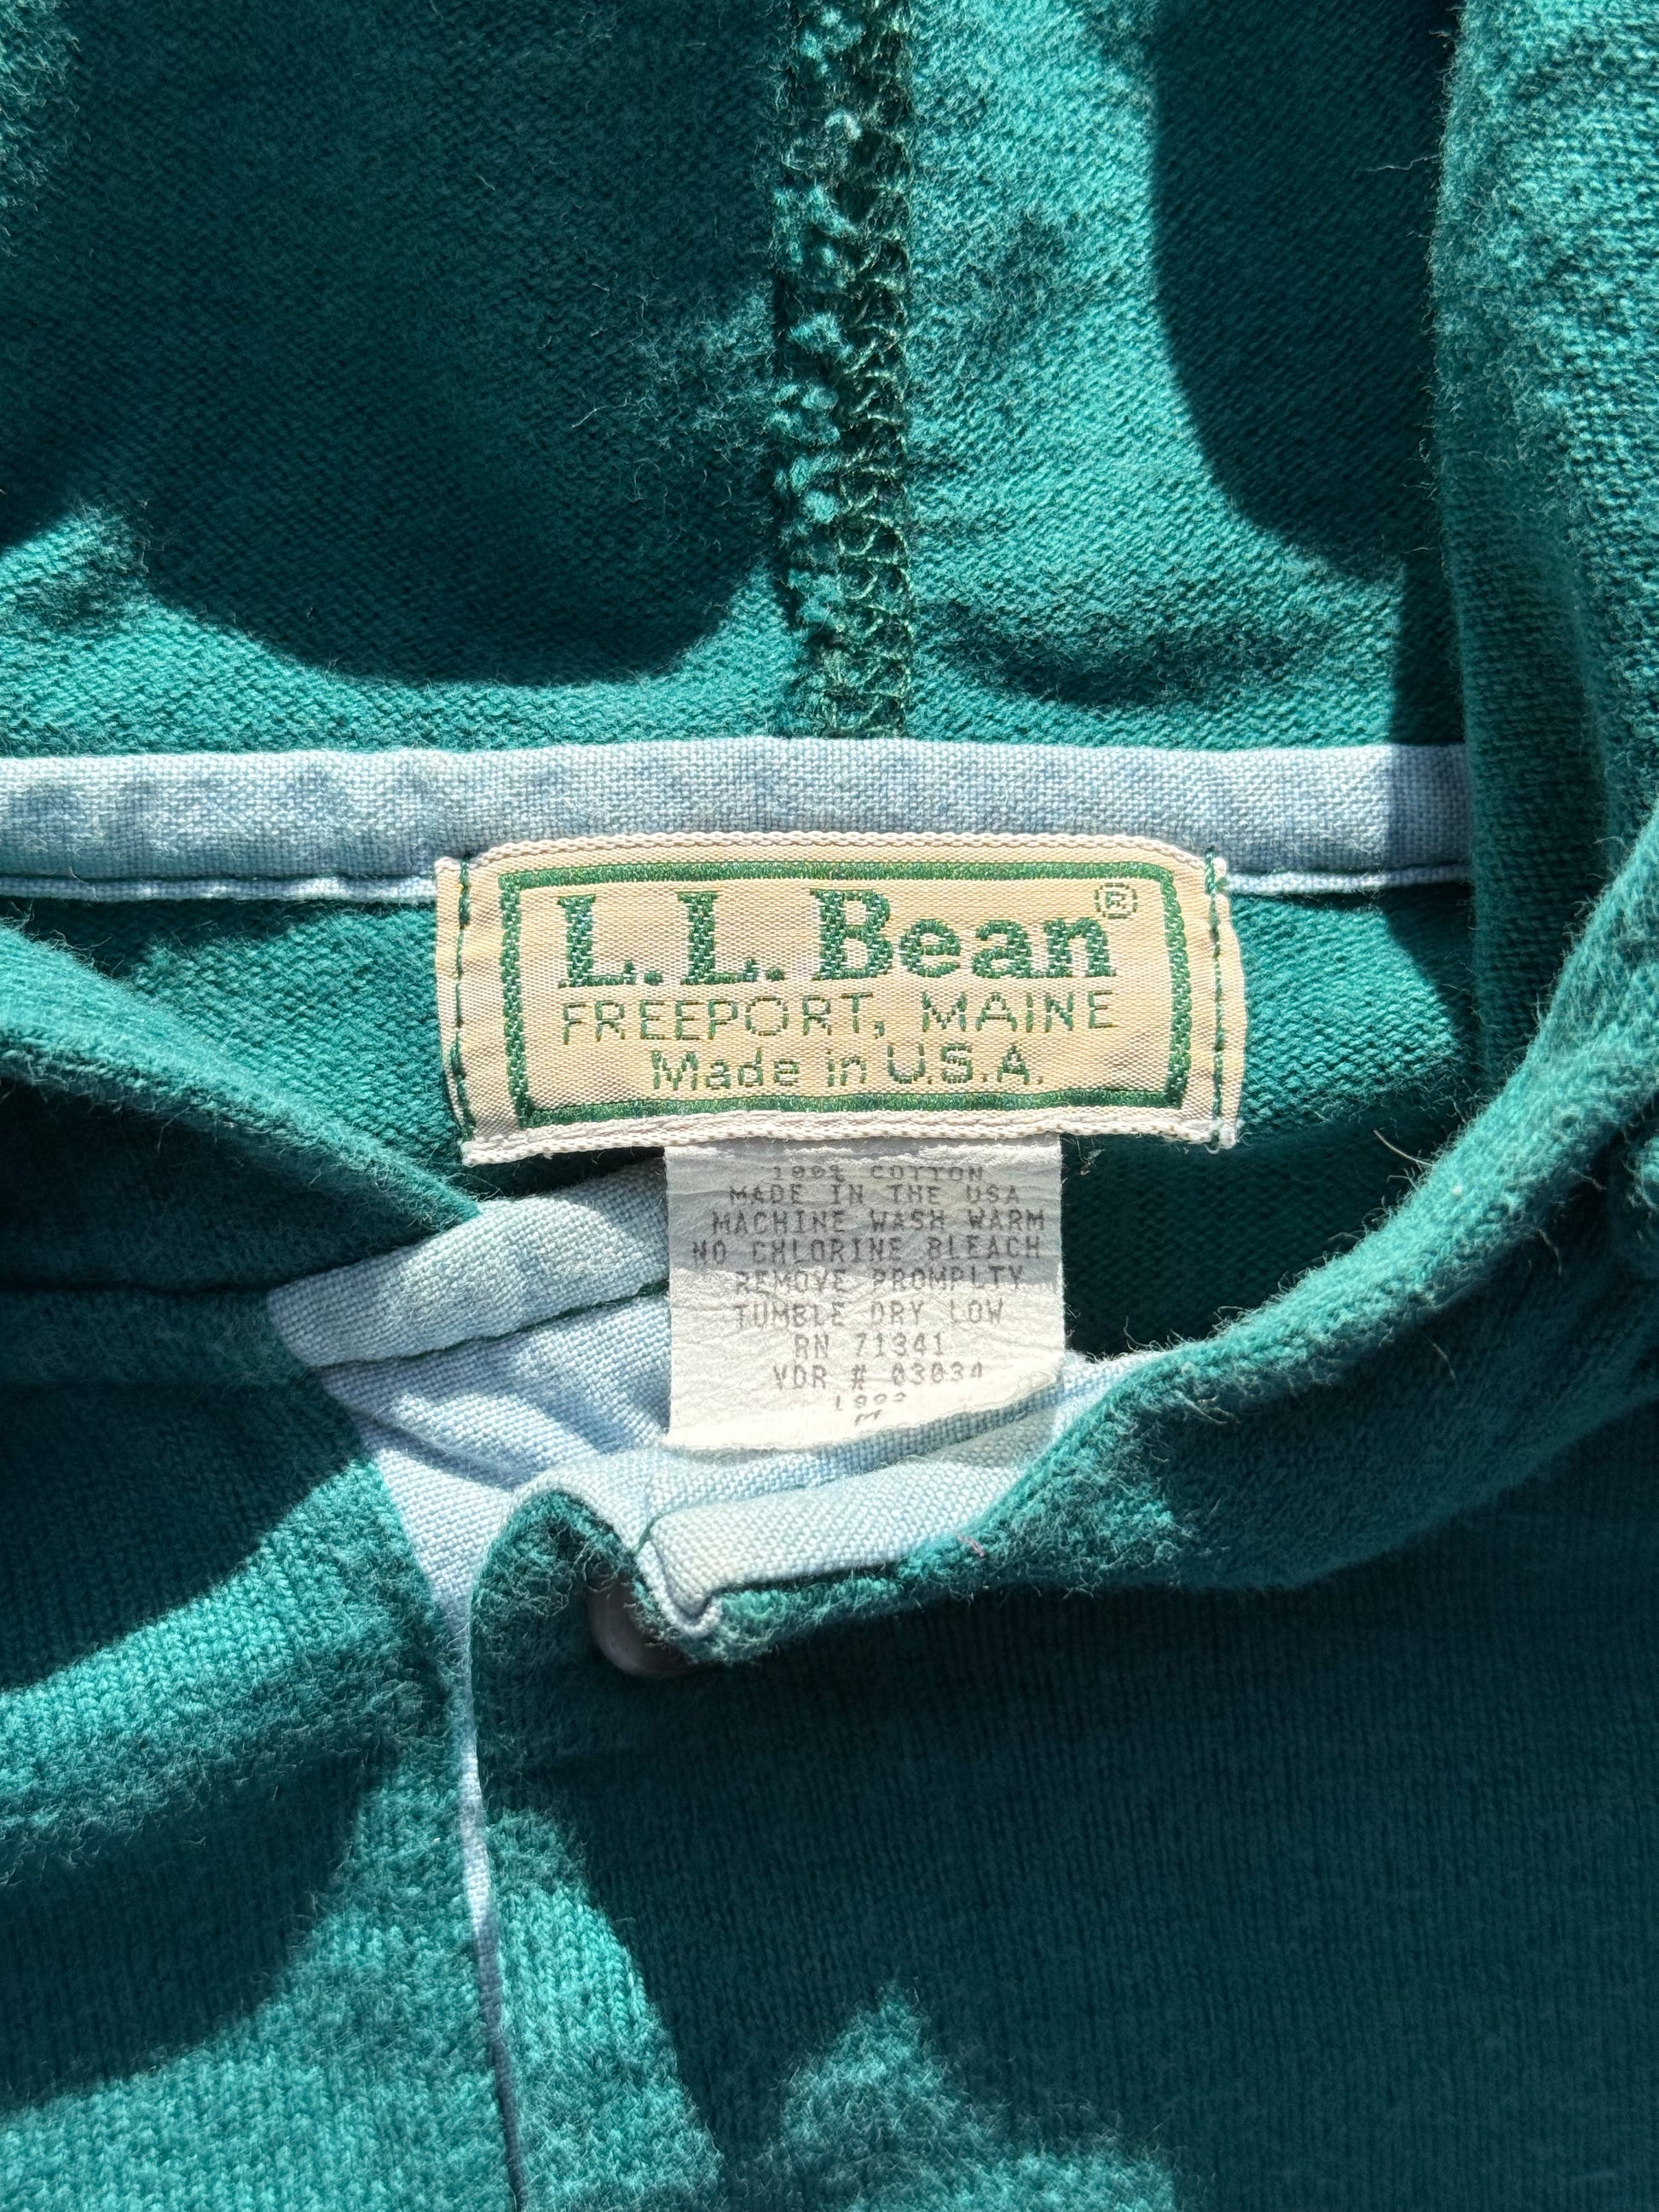 L.L.Bean®
FREEPORT, MAINE
Made in U.S.A.
100% COTTON
MADE IN THE USA
MACHINE WASH WARM
NO CHLORINE BLEACH
REMOVE PROMPLTY
TUMBLE DRY LOW
RN 71341
VDR # 03034